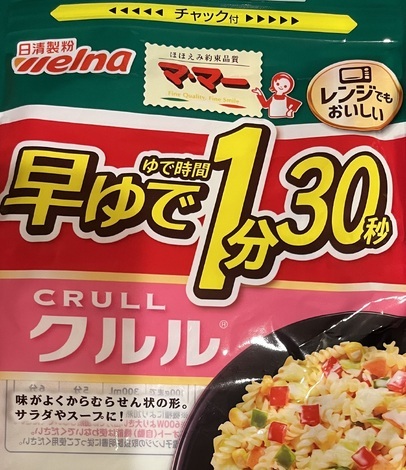 チャック付
日清製粉
Welna
ほほえみ約束品質
マ・マー
Fine Quality, Fine Smile
レンジでも
おいしい
早ゆで
ゆで時間
1分30秒
CRULL
クルル®
味がよくからむらせん状の形。
サラダやスープに!